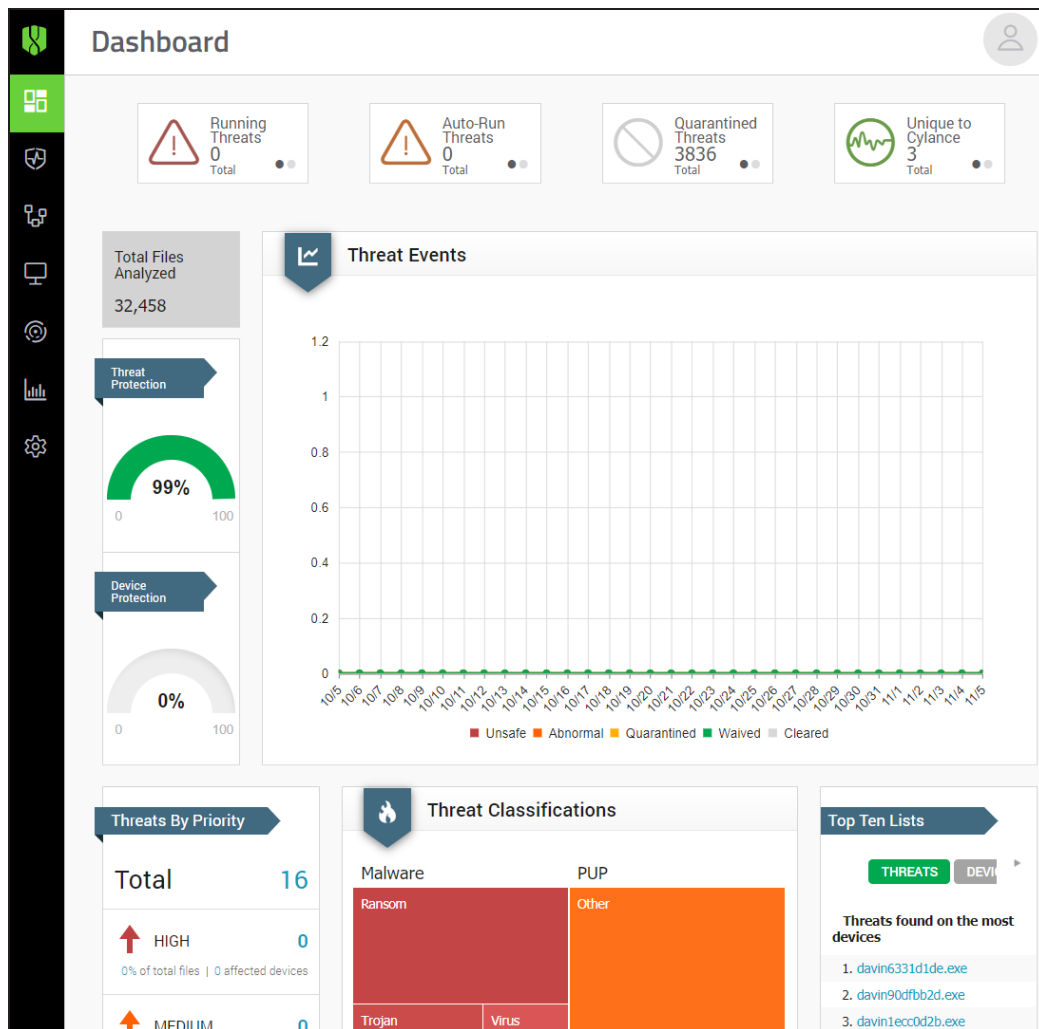 Dashboard
Running
Threats
0
Total
Auto-Run
Threats
0
Total
Quarantined
Threats
3836
Total
Unique to
Cylance
3
Total
Total Files
Analyzed
32,458
Threat
Protection
99%
0 100
Device
Protection
0%
0 100
Threat Events
1.2
1
0.8
0.6
0.4
0.2
0
10/5 10/6 10/7 10/8 10/9 10/10 10/11 10/12 10/13 10/14 10/15 10/16 10/17 10/18 10/19 10/20 10/21 10/22 10/23 10/24 10/25 10/26 10/27 10/28 10/29 10/30 10/31 11/1 11/2 11/3 11/4 11/5
Unsafe Abnormal Quarantined Waived Cleared
Threats By Priority
Total 16
HIGH 0
0% of total files | 0 affected devices
MEDIUM 0
Threat Classifications
Malware PUP
Ransom Other
Trojan Virus
Top Ten Lists
THREATS DEVI
Threats found on the most
devices
1. davin6331d1de.exe
2. davin90dfbb2d.exe
3. davin1ecc0d2b.exe